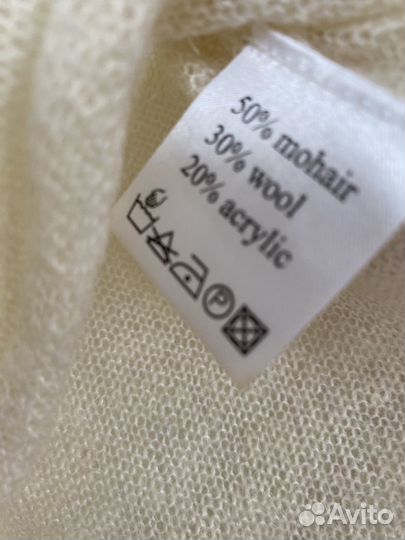 50% mohair
30% wool
20% acrylic
P
Avito